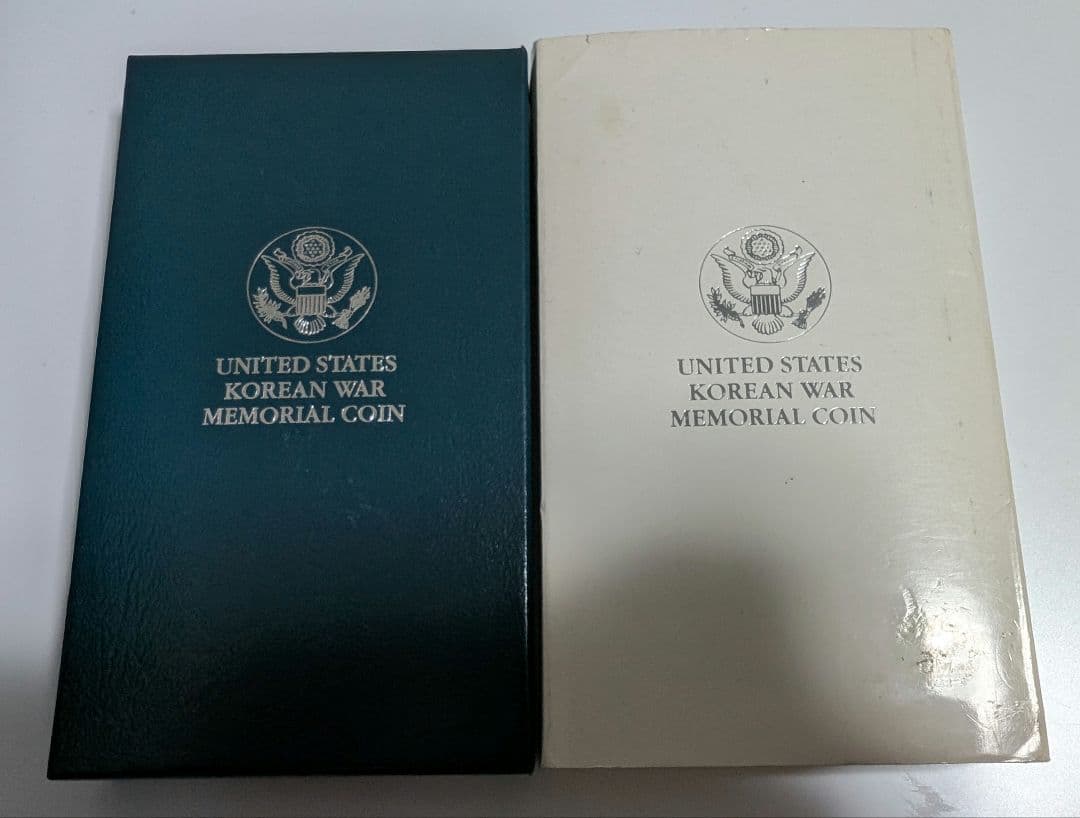 UNITED STATES
KOREAN WAR
MEMORIAL COIN
UNITED STATES
KOREAN WAR
MEMORIAL COIN